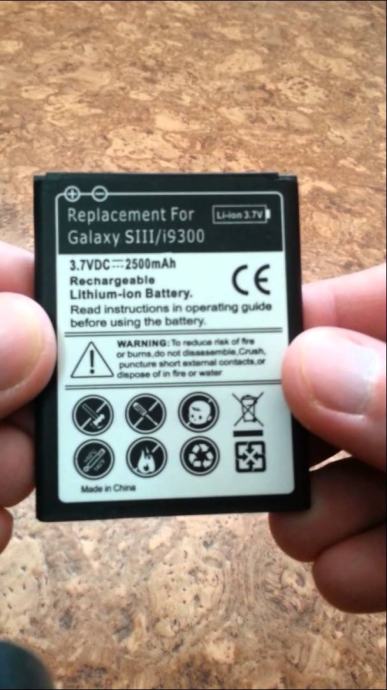 Replacement For
Li-ion 3.7V
Galaxy SIII/i9300
3.7VDC 2500mAh
Rechargeable
Lithium-ion Battery.
CE
Read instructions in operating guide
before using the battery.
WARNING: To reduce risk of fire
or burns,do not disassemble,Crush,
puncture short external contacts,or
dispose of in fire or water
Made in China